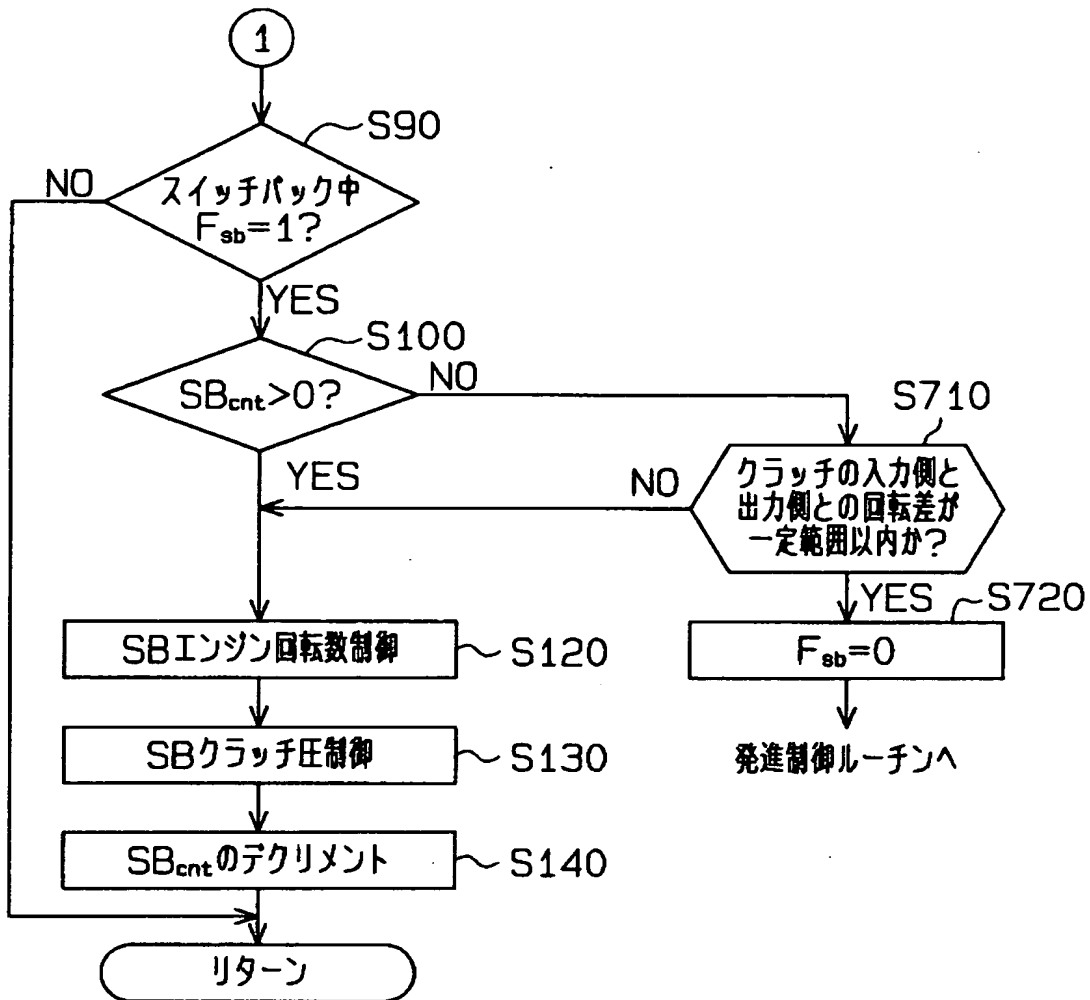 1
S90
NO
スイッチバック中
Fsb=1?
YES
S100
SBcnt>0?
NO
S710
YES
NO
クラッチの入力側と
出力側との回転差が
一定範囲以内か?
YES
S720
SBエンジン回転数制御
S120
Fsb=0
SBクラッチ圧制御
S130
発進制御ルーチンへ
SBcntのデクリメント
S140
リターン